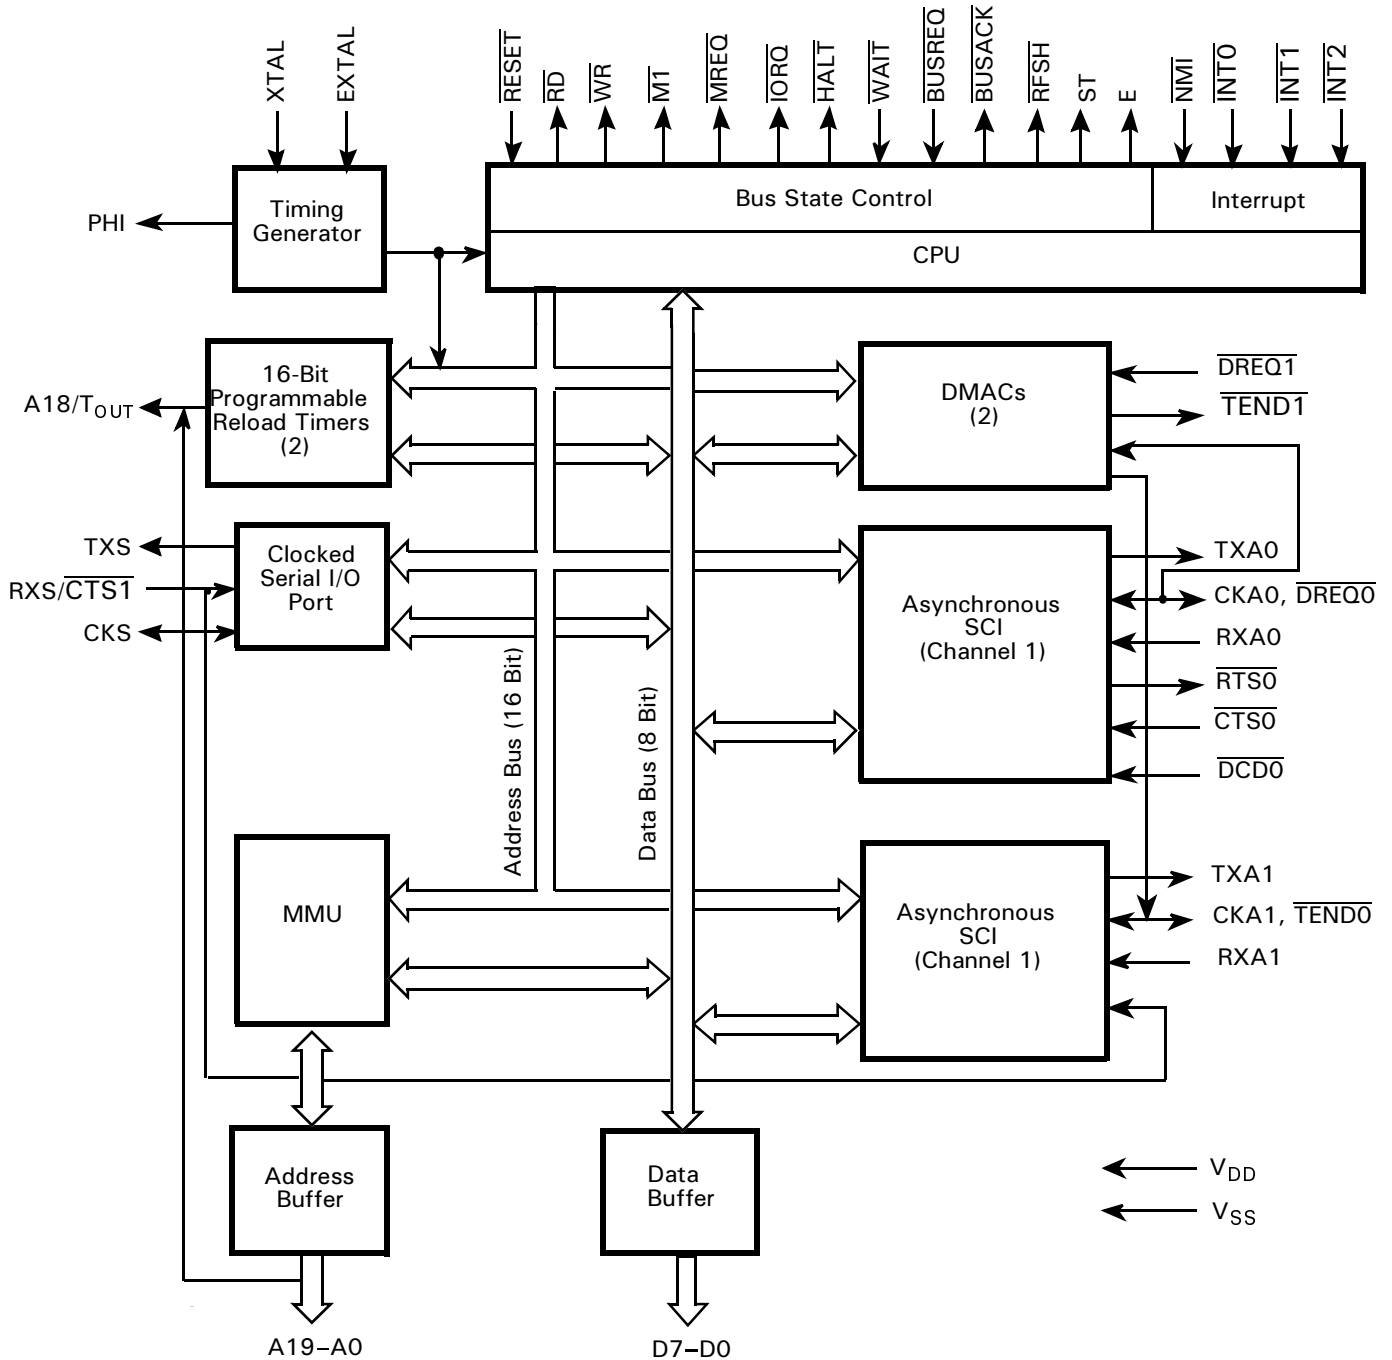 XTAL
EXTAL
RESET
RD
WR
M1
MREQ
IORQ
HALT
WAIT
BUSREQ
BUSACK
RFSH
ST
E
NMI
INT0
INT1
INT2
Timing
Generator
PHI
Bus State Control
Interrupt
CPU
16-Bit
Programmable
Reload Timers
(2)
A18/TOUT
DMACs
(2)
DREQ1
TEND1
TXS
RXS/CTS1
CKS
Clocked
Serial I/O
Port
Asynchronous
SCI
(Channel 1)
TXA0
CKA0, DREQ0
RXA0
RTS0
CTS0
DCD0
Address Bus (16 Bit)
Data Bus (8 Bit)
MMU
Asynchronous
SCI
(Channel 1)
TXA1
CKA1, TEND0
RXA1
Address
Buffer
Data
Buffer
VDD
VSS
A19–A0
D7–D0